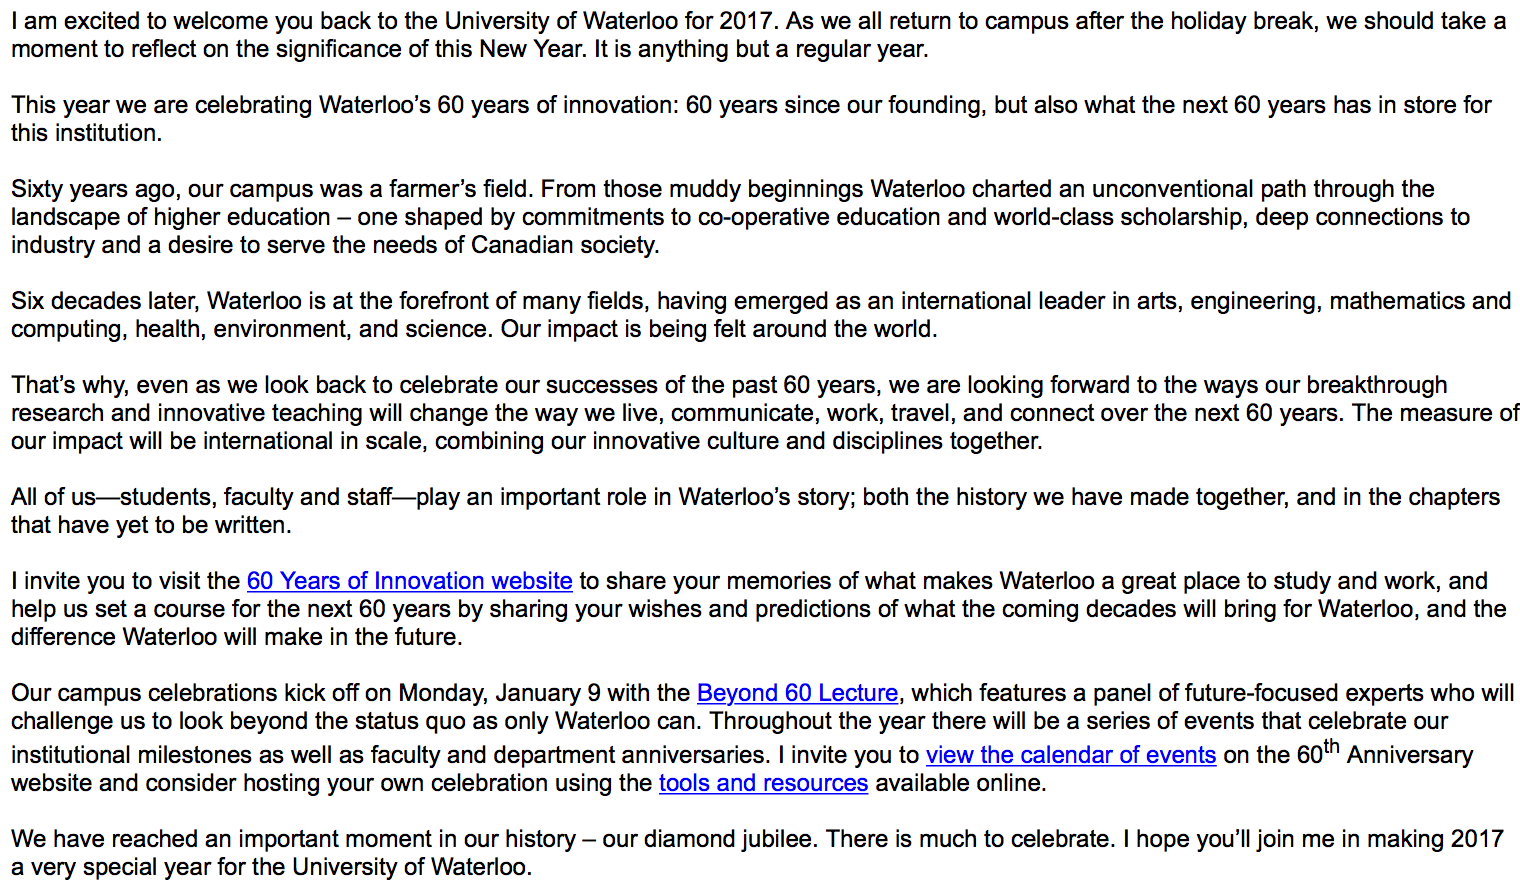 I am excited to welcome you back to the University of Waterloo for 2017. As we all return to campus after the holiday break, we should take a
moment to reflect on the significance of this New Year. It is anything but a regular year.
This year we are celebrating Waterloo’s 60 years of innovation: 60 years since our founding, but also what the next 60 years has in store for
this institution.
Sixty years ago, our campus was a farmer’s field. From those muddy beginnings Waterloo charted an unconventional path through the
landscape of higher education – one shaped by commitments to co-operative education and world-class scholarship, deep connections to
industry and a desire to serve the needs of Canadian society.
Six decades later, Waterloo is at the forefront of many fields, having emerged as an international leader in arts, engineering, mathematics and
computing, health, environment, and science. Our impact is being felt around the world.
That’s why, even as we look back to celebrate our successes of the past 60 years, we are looking forward to the ways our breakthrough
research and innovative teaching will change the way we live, communicate, work, travel, and connect over the next 60 years. The measure of
our impact will be international in scale, combining our innovative culture and disciplines together.
All of us—students, faculty and staff—play an important role in Waterloo’s story; both the history we have made together, and in the chapters
that have yet to be written.
I invite you to visit the 60 Years of Innovation website to share your memories of what makes Waterloo a great place to study and work, and
help us set a course for the next 60 years by sharing your wishes and predictions of what the coming decades will bring for Waterloo, and the
difference Waterloo will make in the future.
Our campus celebrations kick off on Monday, January 9 with the Beyond 60 Lecture, which features a panel of future-focused experts who will
challenge us to look beyond the status quo as only Waterloo can. Throughout the year there will be a series of events that celebrate our
institutional milestones as well as faculty and department anniversaries. I invite you to view the calendar of events on the 60th Anniversary
website and consider hosting your own celebration using the tools and resources available online.
We have reached an important moment in our history – our diamond jubilee. There is much to celebrate. I hope you’ll join me in making 2017
a very special year for the University of Waterloo.